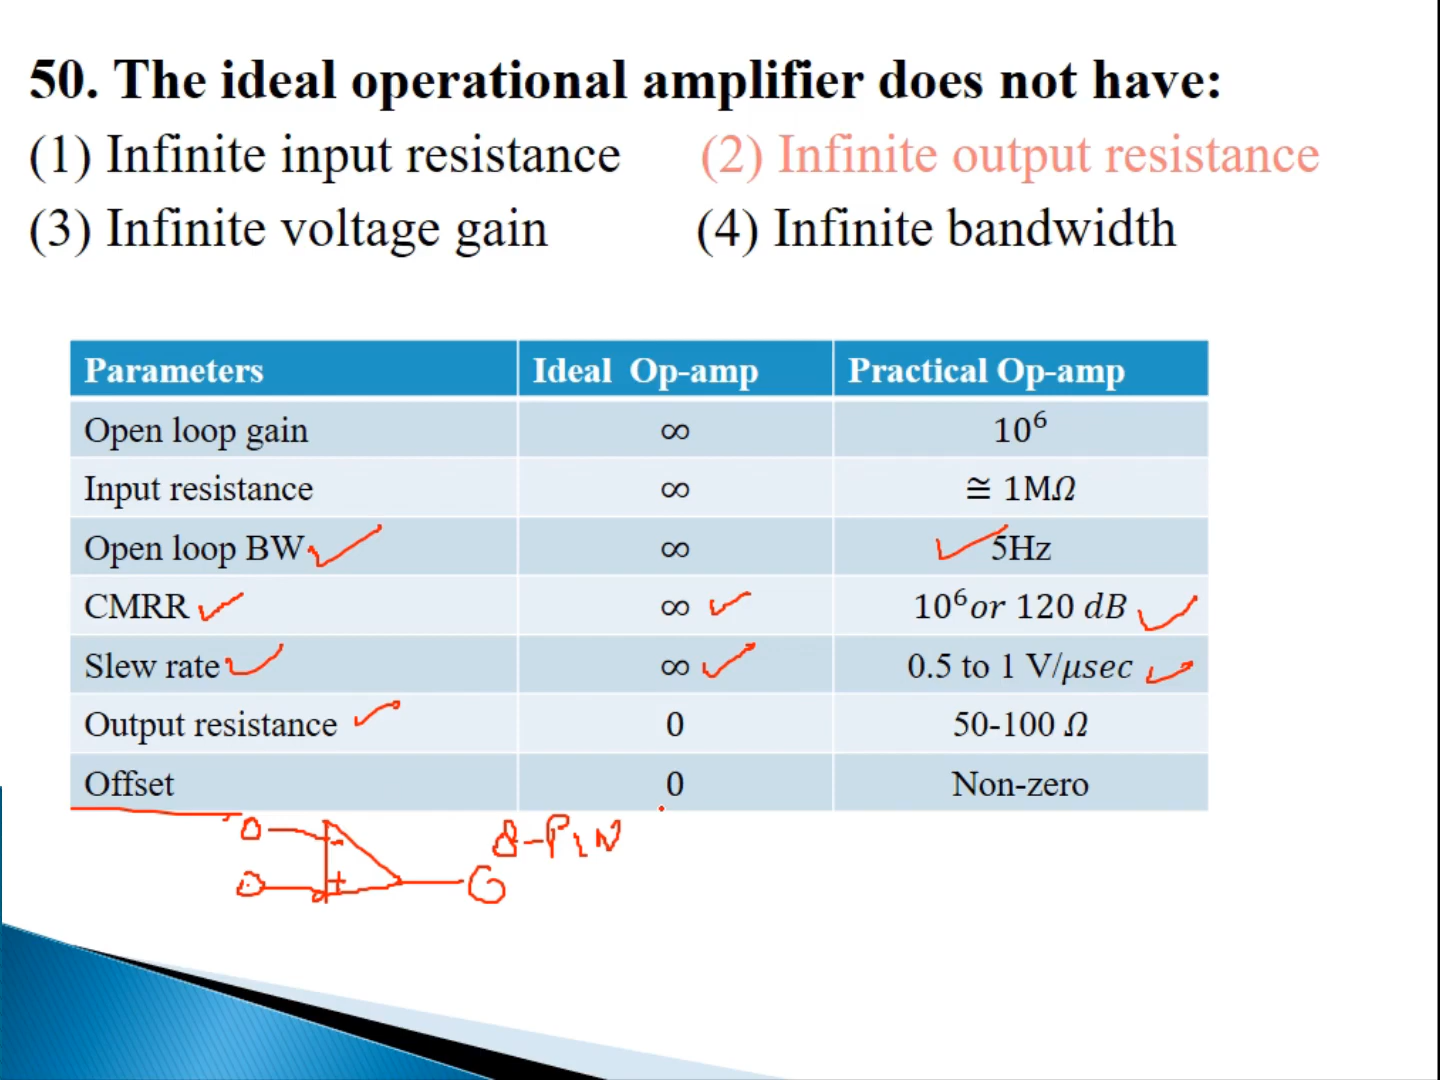 50. The ideal operational amplifier does not have:
(1) Infinite input resistance (2) Infinite output resistance
(3) Infinite voltage gain (4) Infinite bandwidth
Parameters Ideal Op-amp Practical Op-amp
Open loop gain ∞ 10⁶
Input resistance ∞ ≅ 1MΩ
Open loop BW ∞ 5Hz
CMRR ∞ 10⁶ or 120 dB
Slew rate ∞ 0.5 to 1 V/μsec
Output resistance 0 50-100 Ω
Offset 0 Non-zero
8-PIN
-
+